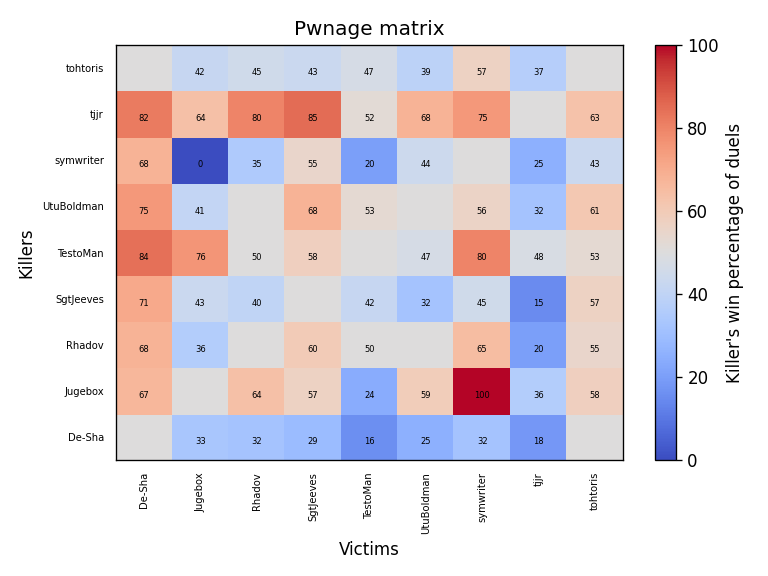 Pwnage matrix
tohtoris 42 45 43 47 39 57 37
tjjr 82 64 80 85 52 68 75 63
symwriter 68 0 35 55 20 44 25 43
UtuBoldman 75 41 68 53 56 32 61
TestoMan 84 76 50 58 47 80 48 53
SgtJeeves 71 43 40 42 32 45 15 57
Rhadov 68 36 60 50 65 20 55
Jugebox 67 64 57 24 59 100 36 58
De-Sha 33 32 29 16 25 32 18
De-Sha Jugebox Rhadov SgtJeeves TestoMan UtuBoldman symwriter tjjr tohtoris
Victims
Killers
100
80
60
40
20
0
Killer's win percentage of duels